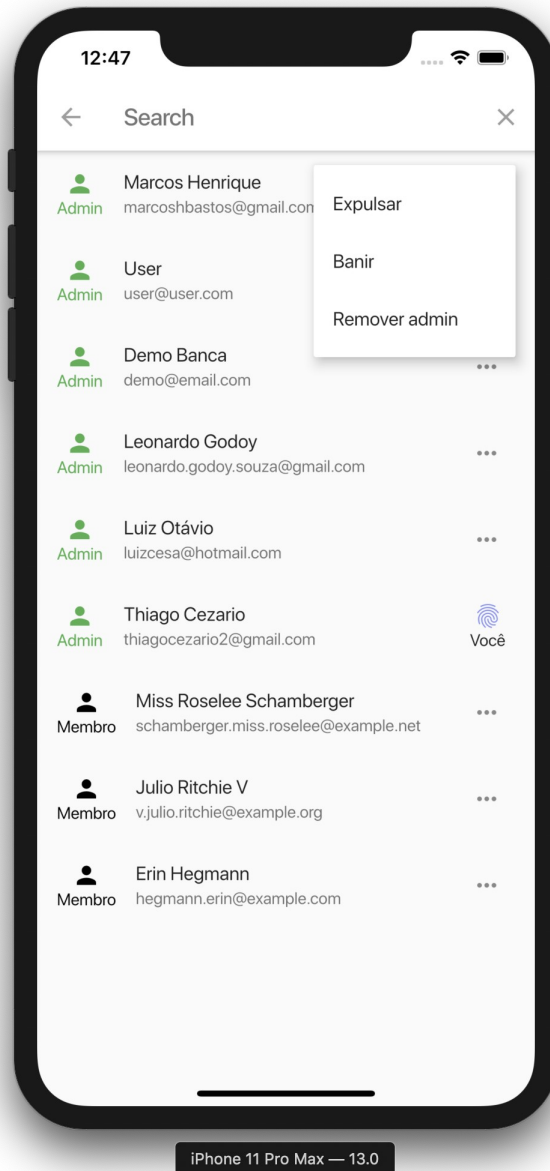 12:47
Search
Marcos Henrique
Admin
marcoshbastos@gmail.com
Expulsar
Banir
Remover admin
User
Admin
user@user.com
Demo Banca
Admin
demo@email.com
Leonardo Godoy
Admin
leonardo.godoy.souza@gmail.com
Luiz Otávio
Admin
luizcesa@hotmail.com
Thiago Cezario
Admin
thiagocezario2@gmail.com
Você
Miss Roselee Schamberger
Membro
schamberger.miss.roselee@example.net
Julio Ritchie V
Membro
v.julio.ritchie@example.org
Erin Hegmann
Membro
hegmann.erin@example.com
iPhone 11 Pro Max — 13.0